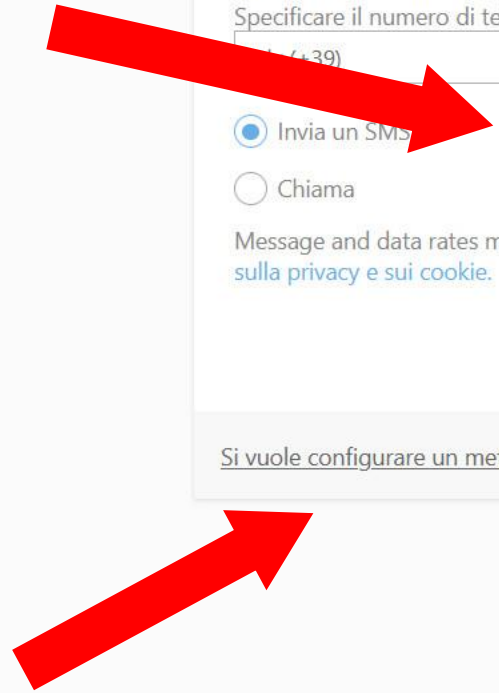 Specificare il numero di te
(+39)
Invia un SMS
Chiama
Message and data rates m
sulla privacy e sui cookie.
Si vuole configurare un me